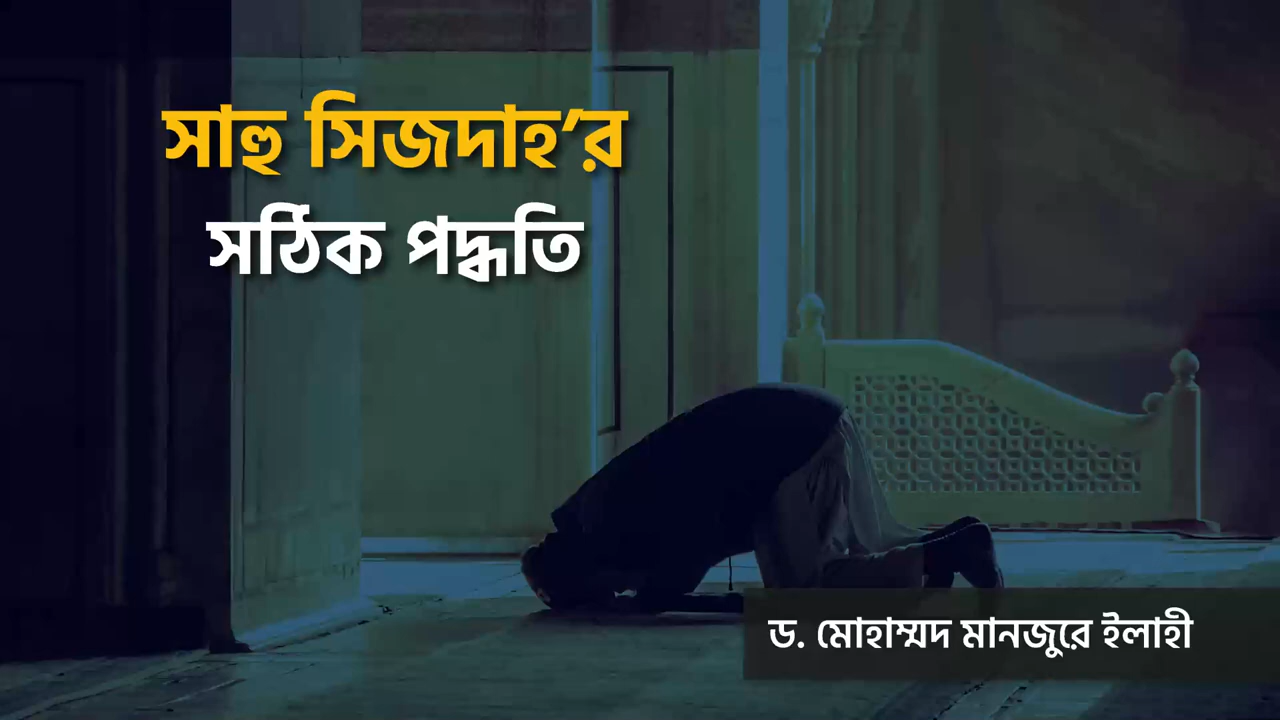 সাহু সিজদাহ’র
সঠিক পদ্ধতি
ড. মোহাম্মদ মানজুরে ইলাহী